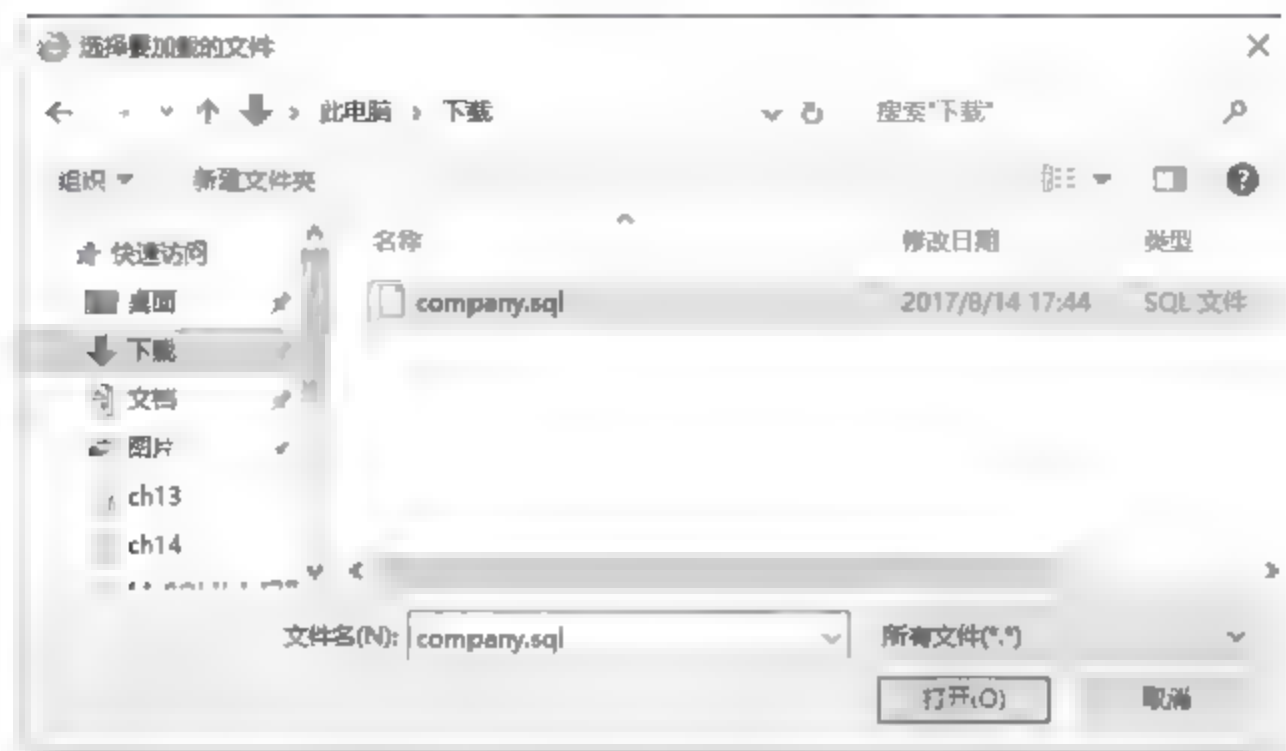 选择要加载的文件
此电脑 > 下载
搜索"下载"
组织
新建文件夹
名称
修改日期
类型
快速访问
桌面
下载
文档
图片
ch13
ch14
company.sql
2017/8/14 17:44
SQL 文件
文件名(N):
company.sql
所有文件(*.*)
打开(O)
取消